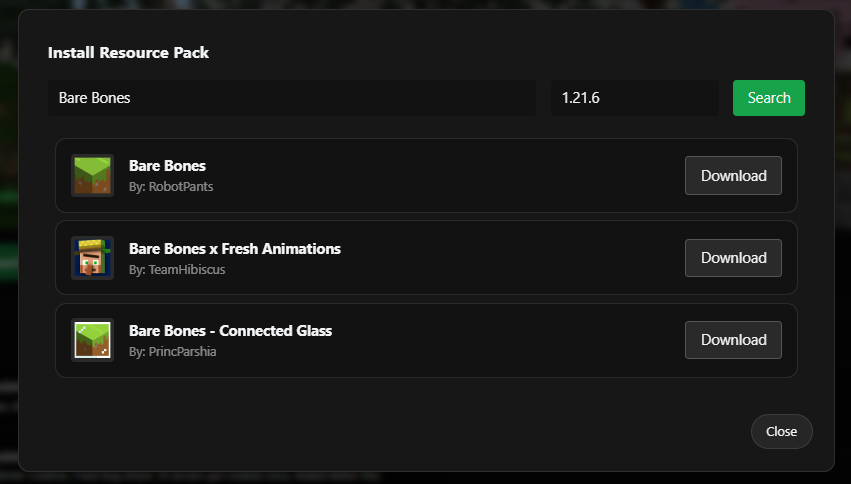 Install Resource Pack
Bare Bones
1.21.6
Search
Bare Bones
By: RobotPants
Download
Bare Bones x Fresh Animations
By: TeamHibiscus
Download
Bare Bones - Connected Glass
By: PrincParshia
Download
Close